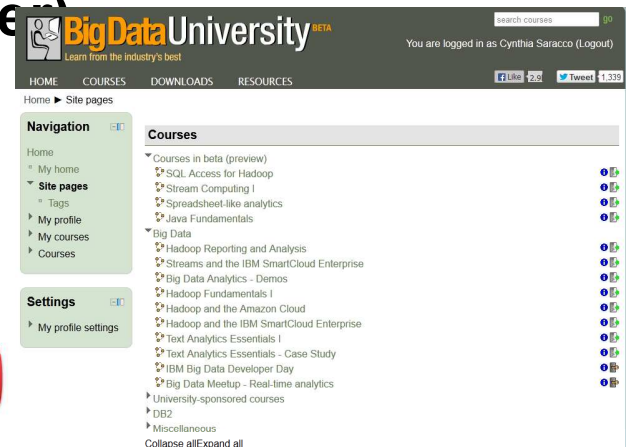 er)
BigDataUniversity BETA
Learn from the industry's best
search courses go
You are logged in as Cynthia Saracco (Logout)
HOME COURSES DOWNLOADS RESOURCES
Like 2.9 Tweet 1,339
Home ► Site pages
Navigation
Home
My home
Site pages
Tags
My profile
My courses
Courses
Settings
My profile settings
Courses
Courses in beta (preview)
SQL Access for Hadoop
Stream Computing I
Spreadsheet-like analytics
Java Fundamentals
Big Data
Hadoop Reporting and Analysis
Streams and the IBM SmartCloud Enterprise
Big Data Analytics - Demos
Hadoop Fundamentals I
Hadoop and the Amazon Cloud
Hadoop and the IBM SmartCloud Enterprise
Text Analytics Essentials I
Text Analytics Essentials - Case Study
IBM Big Data Developer Day
Big Data Meetup - Real-time analytics
University-sponsored courses
DB2
Miscellaneous
Collapse allExpand all